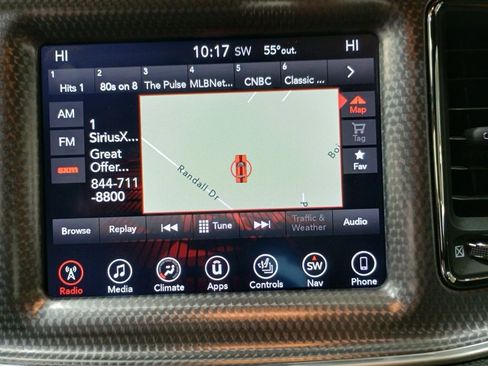 HI 10:17 SW 55° out. HI
1 Hits 1 2 80s on 8 3 The Pulse 4 MLBNet... 5 CNBC 6 Classic ...
AM
FM
sxm
1
SiriusX...
Great
Offer...
844-711
-8800
Randall Dr
Bo
P
Map
Tag
Fav
Browse Replay Tune Traffic & Weather Audio
Radio Media Climate Apps Controls SW Nav Phone